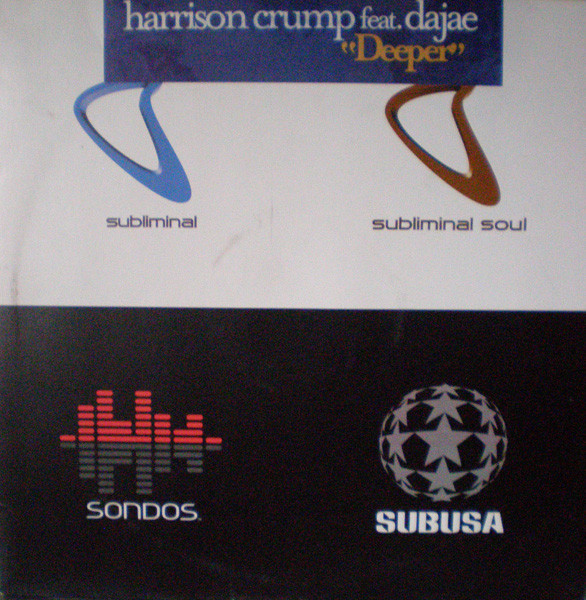 harrison crump feat. dajae
"Deeper"
subliminal
subliminal soul
SONDOS
SUBUSA